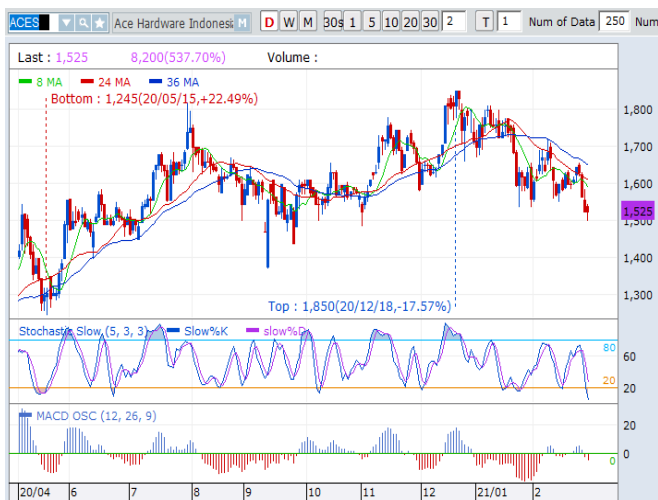 ACES Ace Hardware Indonesia M D W M 30s 1 5 10 20 30 2 T 1 Num of Data 250 Num
Last : 1,525 8,200(537.70%) Volume :
8 MA 24 MA 36 MA
Bottom : 1,245(20/05/15,+22.49%)
1,800
1,700
1,600
1,525
1,500
1,400
1,300
Top : 1,850(20/12/18,-17.57%)
Stochastic Slow (5, 3, 3) Slow%K slow%D
80
60
20
20
MACD OSC (12, 26, 9)
20
0
0
20/04 6 7 8 9 10 11 12 21/01 2